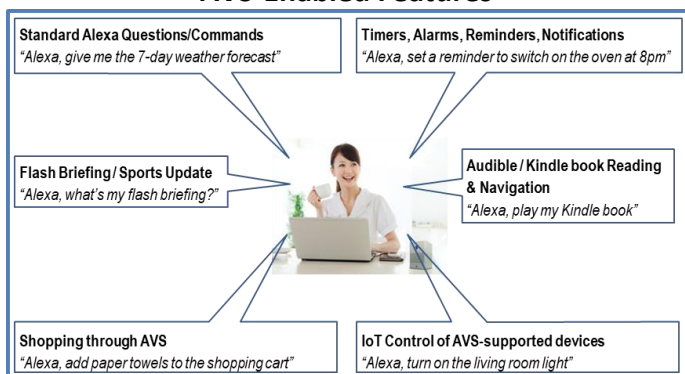 AVS Enabled Features
Standard Alexa Questions/Commands
"Alexa, give me the 7-day weather forecast"
Timers, Alarms, Reminders, Notifications
"Alexa, set a reminder to switch on the oven at 8pm"
Flash Briefing / Sports Update
"Alexa, what's my flash briefing?"
Audible / Kindle book Reading
& Navigation
"Alexa, play my Kindle book"
Shopping through AVS
"Alexa, add paper towels to the shopping cart"
IoT Control of AVS-supported devices
"Alexa, turn on the living room light"